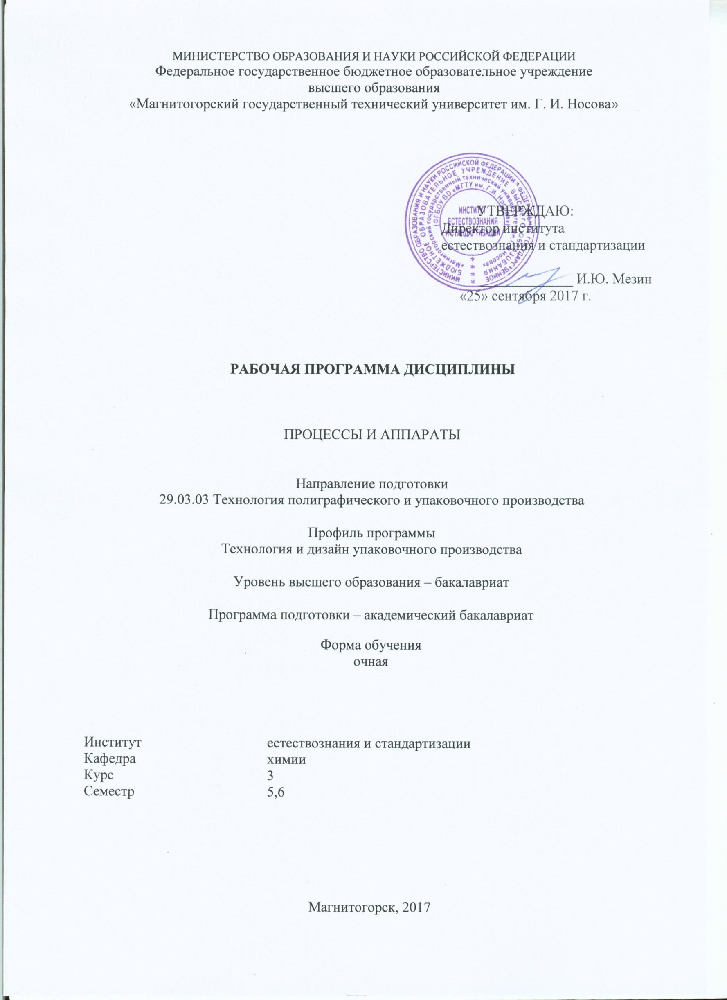 МИНИСТЕРСТВО ОБРАЗОВАНИЯ И НАУКИ РОССИЙСКОЙ ФЕДЕРАЦИИ
Федеральное государственное бюджетное образовательное учреждение
высшего образования
«Магнитогорский государственный технический университет им. Г. И. Носова»
МИНИСТЕРСТВО ОБРАЗОВАНИЯ И НАУКИ РОССИЙСКОЙ ФЕДЕРАЦИИ * ФЕДЕРАЛЬНОЕ ГОСУДАРСТВЕННОЕ
БЮДЖЕТНОЕ ОБРАЗОВАТЕЛЬНОЕ УЧРЕЖДЕНИЕ ВЫСШЕГО ОБРАЗОВАНИЯ
«Магнитогорский государственный технический университет им. Г.И. Носова»
(ФГБОУ ВО «МГТУ им. Г.И. Носова»)
ИНСТИТУТ
ЕСТЕСТВОЗНАНИЯ
И СТАНДАРТИЗАЦИИ
УТВЕРЖДАЮ:
Директор института
естествознания и стандартизации
И.Ю. Мезин
«25» сентября 2017 г.
РАБОЧАЯ ПРОГРАММА ДИСЦИПЛИНЫ
ПРОЦЕССЫ И АППАРАТЫ
Направление подготовки
29.03.03 Технология полиграфического и упаковочного производства
Профиль программы
Технология и дизайн упаковочного производства
Уровень высшего образования – бакалавриат
Программа подготовки – академический бакалавриат
Форма обучения
очная
Институт естествознания и стандартизации
Кафедра химии
Курс 3
Семестр 5,6
Магнитогорск, 2017